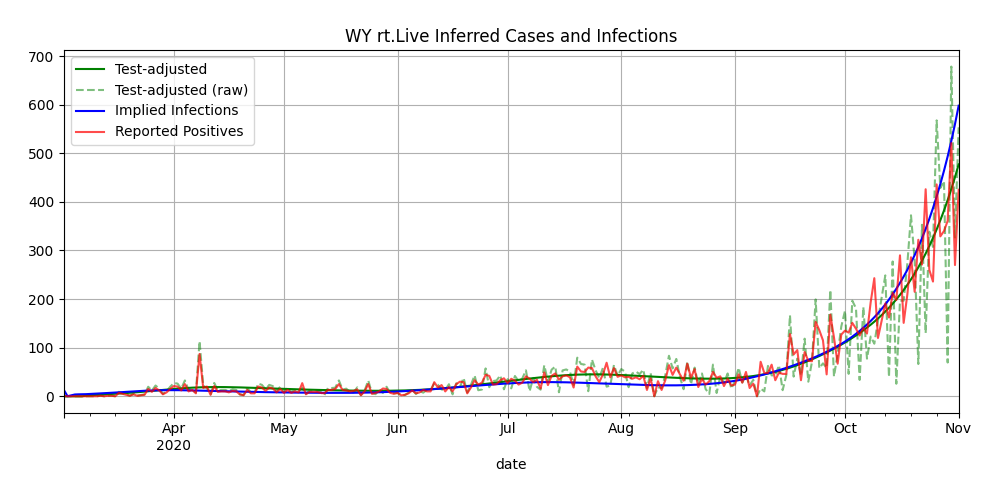 WY rt.Live Inferred Cases and Infections
Test-adjusted
Test-adjusted (raw)
Implied Infections
Reported Positives
700
600
500
400
300
200
100
0
Apr May Jun Jul Aug Sep Oct Nov
2020
date